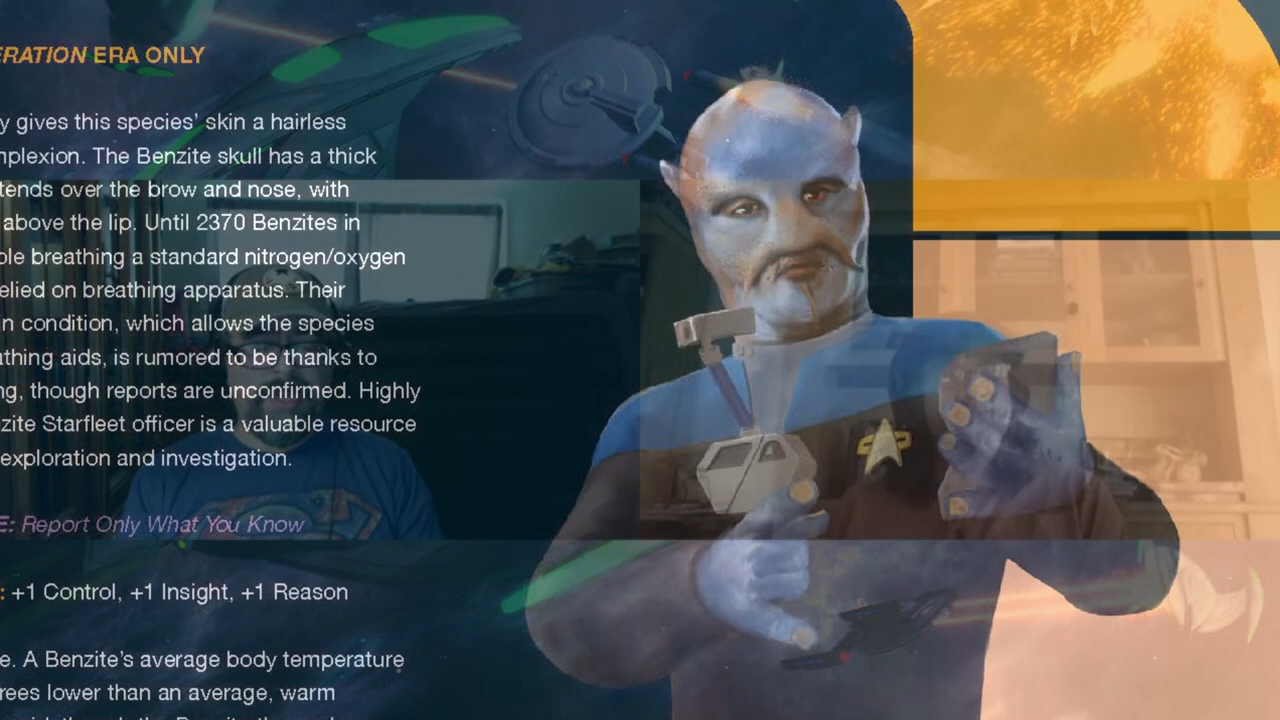 ERATION ERA ONLY
y gives this species' skin a hairless
mplexion. The Benzite skull has a thick
tends over the brow and nose, with
above the lip. Until 2370 Benzites in
ble breathing a standard nitrogen/oxygen
elied on breathing apparatus. Their
n condition, which allows the species
athing aids, is rumored to be thanks to
ng, though reports are unconfirmed. Highly
zite Starfleet officer is a valuable resource
exploration and investigation.
E: Report Only What You Know
: +1 Control, +1 Insight, +1 Reason
e. A Benzite's average body temperature
rees lower than an average, warm